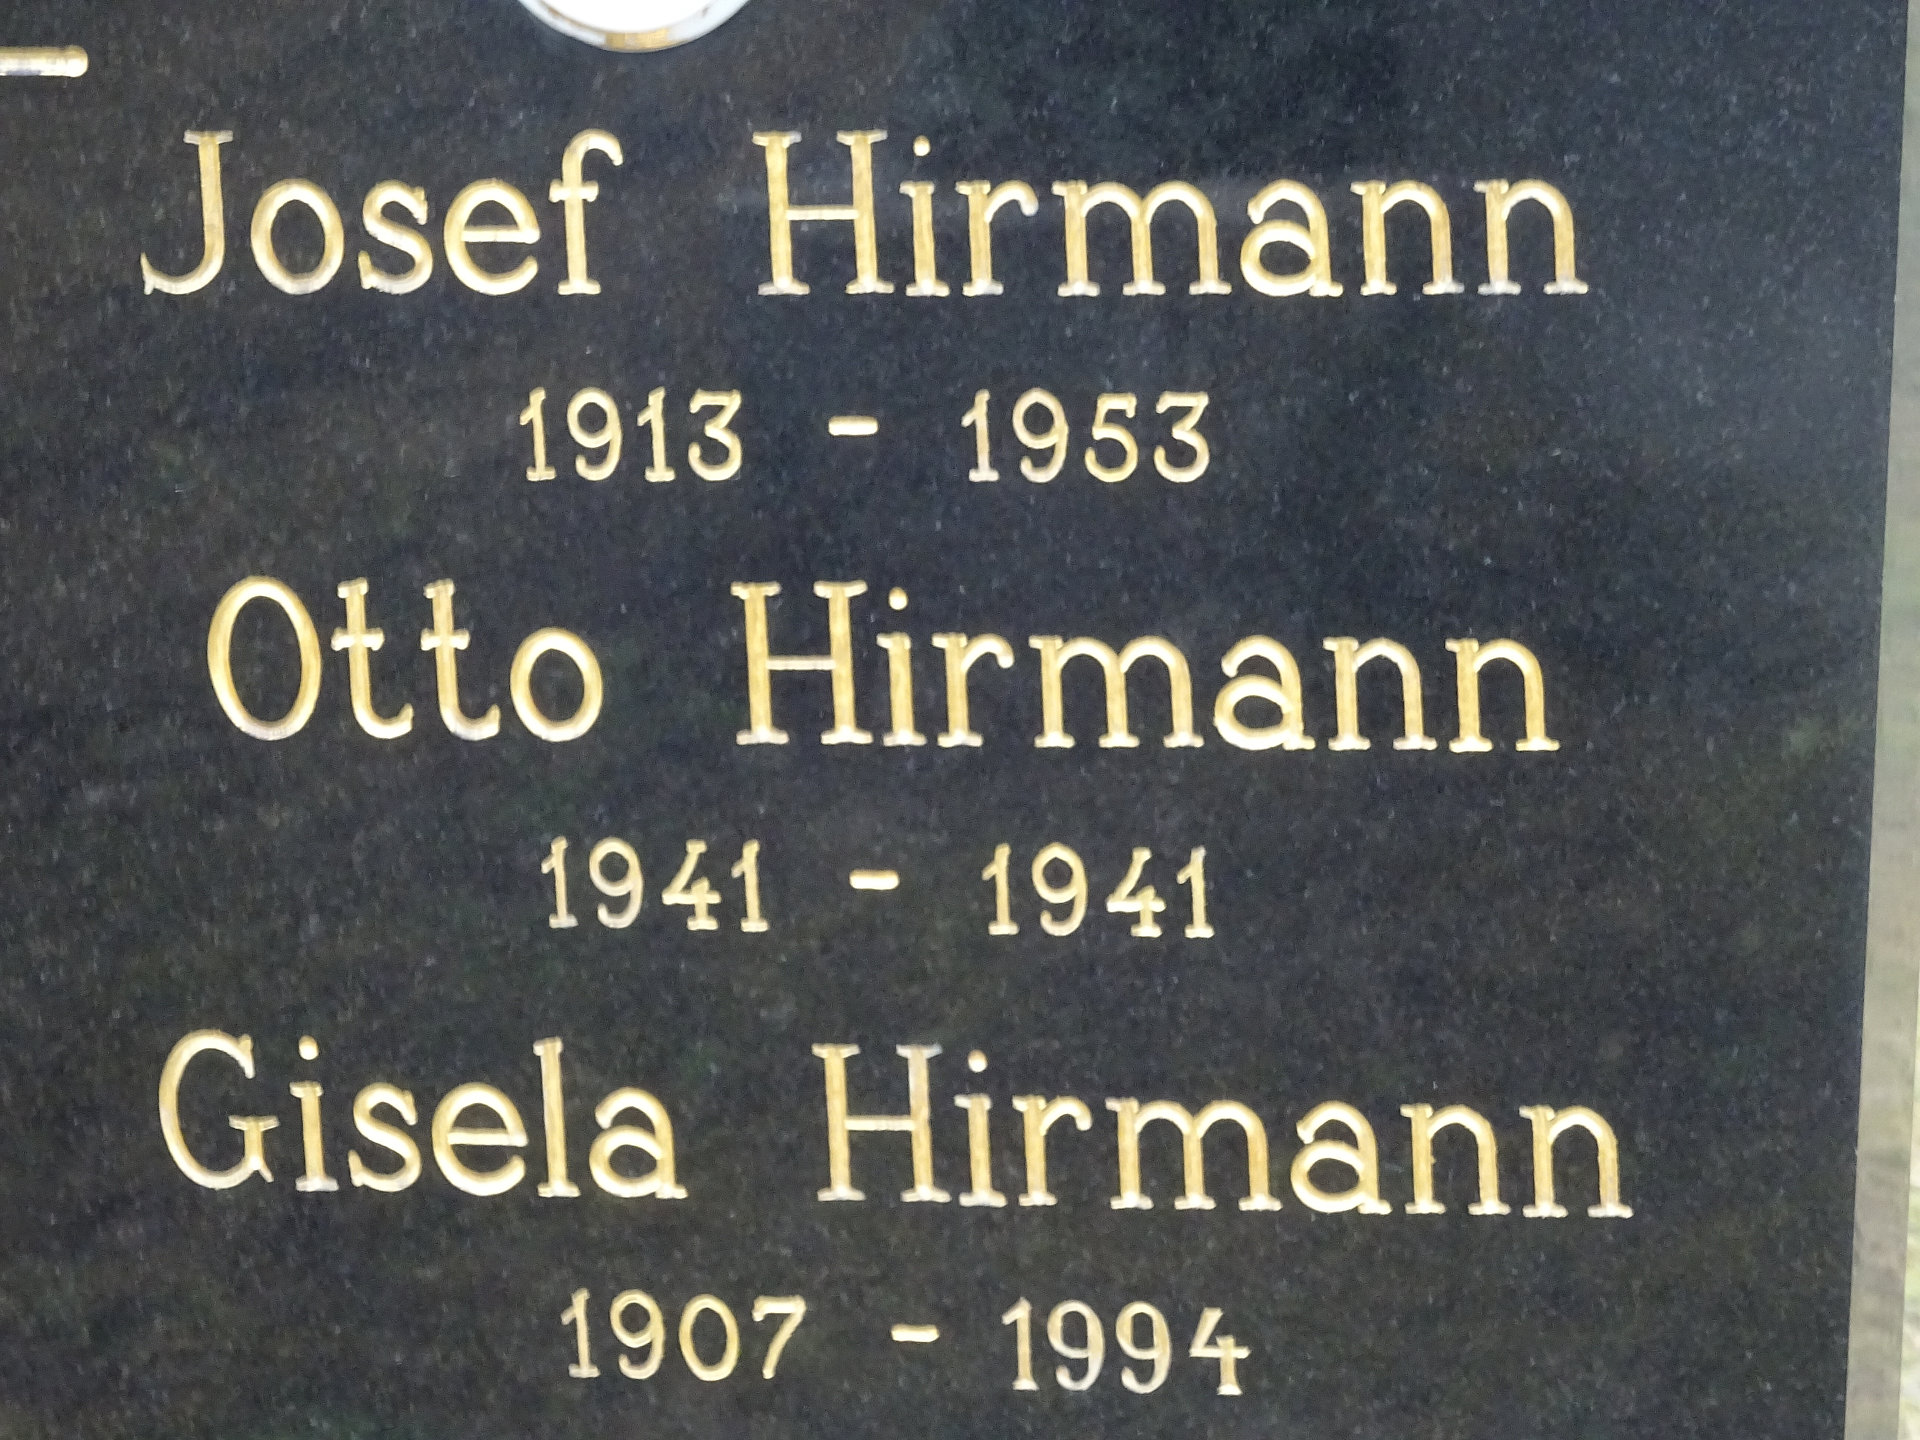 Josef Hirmann
1913 - 1953
Otto Hirmann
1941 - 1941
Gisela Hirmann
1907 - 1994